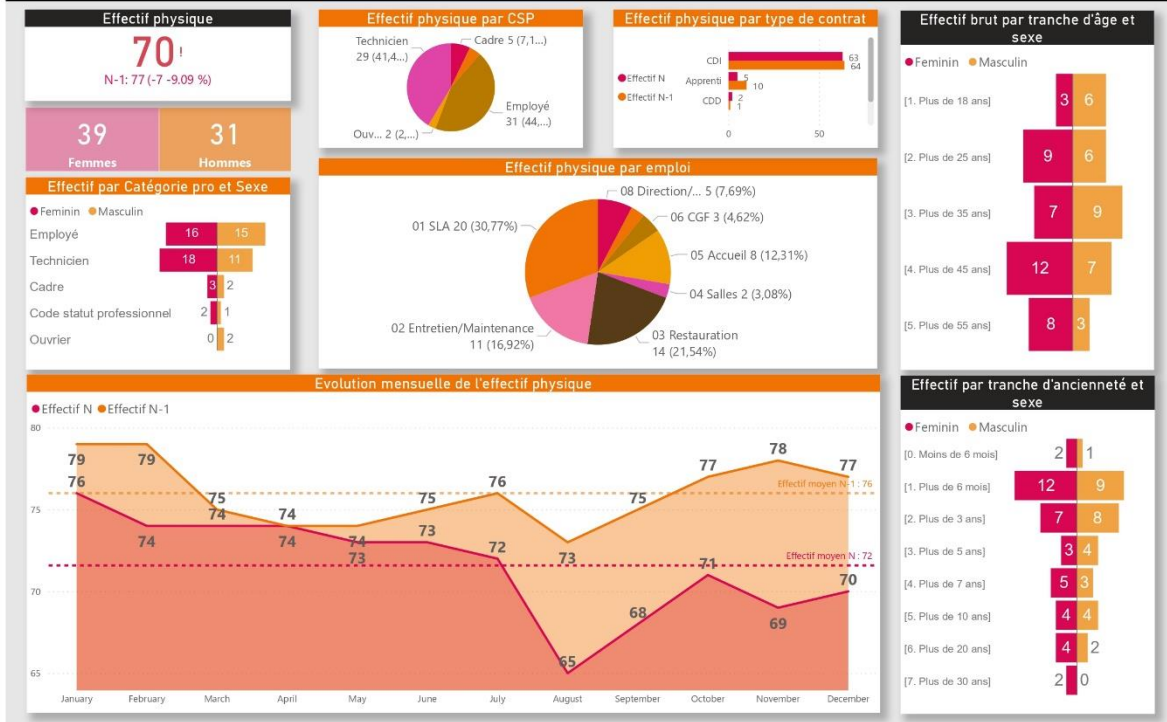 Effectif physique
70!
N-1: 77 (-7 -9.09 %)
39
Femmes
31
Hommes
Effectif physique par CSP
Technicien
29 (41,4...)
Cadre 5 (7,1...)
Employé
31 (44,...)
Ouv... 2 (2,...)
Effectif physique par type de contrat
Effectif N
Effectif N-1
CDI
63
64
Apprenti
5
10
CDD
2
1
0
50
Effectif brut par tranche d'âge et
sexe
Feminin Masculin
[1. Plus de 18 ans] 3 6
[2. Plus de 25 ans] 9 6
[3. Plus de 35 ans] 7 9
[4. Plus de 45 ans] 12 7
[5. Plus de 55 ans] 8 3
Effectif par Catégorie pro et Sexe
Feminin Masculin
Employé 16 15
Technicien 18 11
Cadre 3 2
Code statut professionnel 2 1
Ouvrier 0 2
Effectif physique par emploi
08 Direction/... 5 (7,69%)
06 CGF 3 (4,62%)
05 Accueil 8 (12,31%)
04 Salles 2 (3,08%)
03 Restauration
14 (21,54%)
02 Entretien/Maintenance
11 (16,92%)
01 SLA 20 (30,77%)
Evolution mensuelle de l'effectif physique
Effectif N Effectif N-1
80
75
70
65
79 79 75 74 74 75 76 73 75 77 78 77
76 74 74 74 73 73 72 65 68 71 69 70
Effectif moyen N-1 : 76
Effectif moyen N : 72
January February March April May June July August September October November December
Effectif par tranche d'ancienneté et
sexe
Feminin Masculin
[0. Moins de 6 mois] 2 1
[1. Plus de 6 mois] 12 9
[2. Plus de 3 ans] 7 8
[3. Plus de 5 ans] 3 4
[4. Plus de 7 ans] 5 3
[5. Plus de 10 ans] 4 4
[6. Plus de 20 ans] 4 2
[7. Plus de 30 ans] 2 0